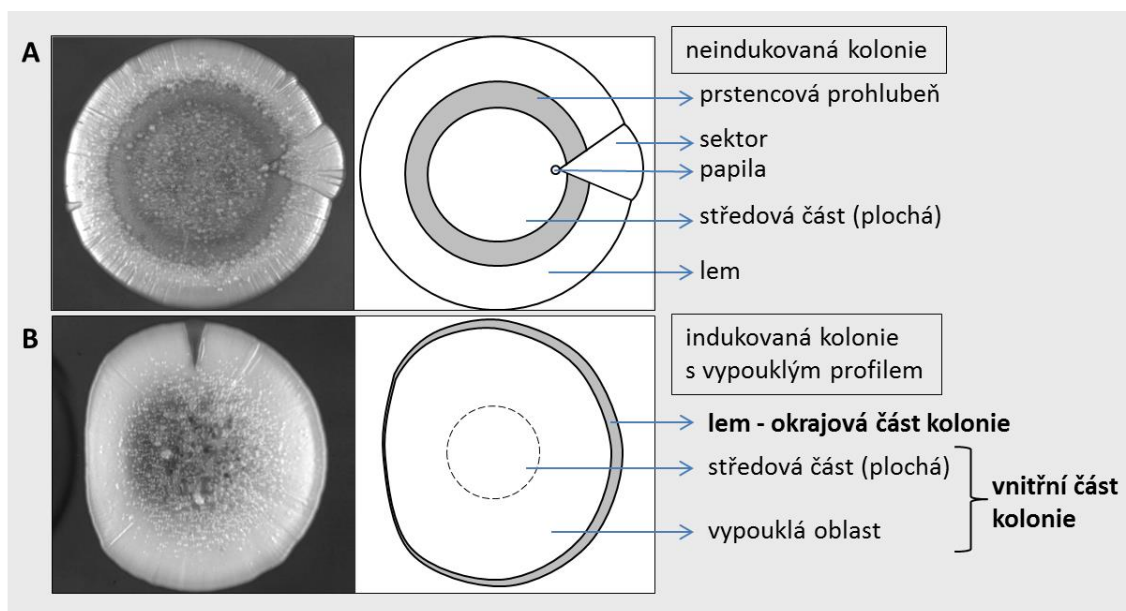 A
neindukovaná kolonie
prstencová prohlubeň
sektor
papila
středová část (plochá)
lem
B
indukovaná kolonie
s vypouklým profilem
lem - okrajová část kolonie
středová část (plochá)
vnitřní část
kolonie
vypouklá oblast